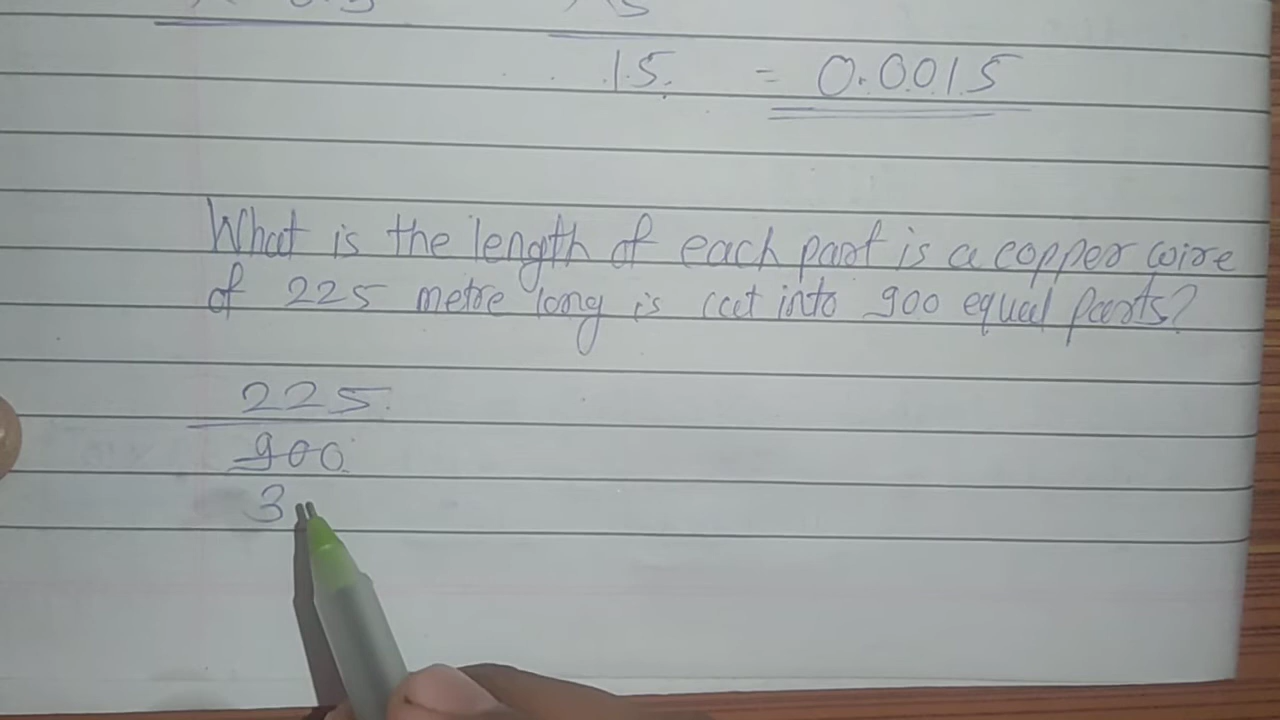 15 = 0.0015
What is the length of each part is a copper wire
of 225 metre long is cut into 900 equal parts?
225
900
3